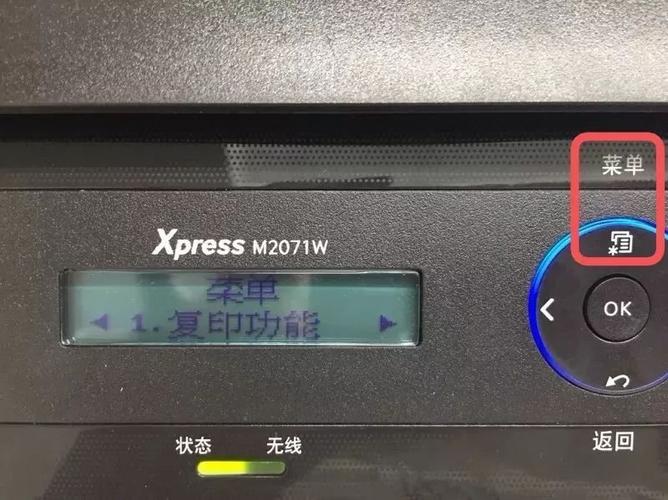 菜单
Xpress M2071W
菜单
1.复印功能
OK
状态 无线
返回